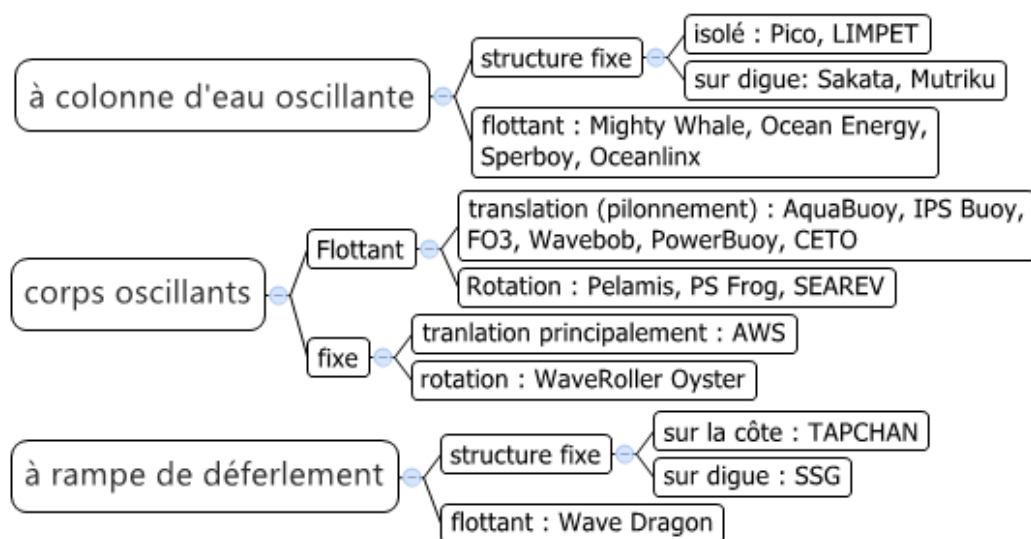 à colonne d'eau oscillante
structure fixe
isolé : Pico, LIMPET
sur digue: Sakata, Mutriku
flottant : Mighty Whale, Ocean Energy,
Sperboy, Oceanlinx
corps oscillants
Flottant
translation (pilonnement) : AquaBuoy, IPS Buoy,
FO3, Wavebob, PowerBuoy, CETO
Rotation : Pelamis, PS Frog, SEAREV
fixe
tranlation principalement : AWS
rotation : WaveRoller Oyster
à rampe de déferlement
structure fixe
sur la côte : TAPCHAN
sur digue : SSG
flottant : Wave Dragon